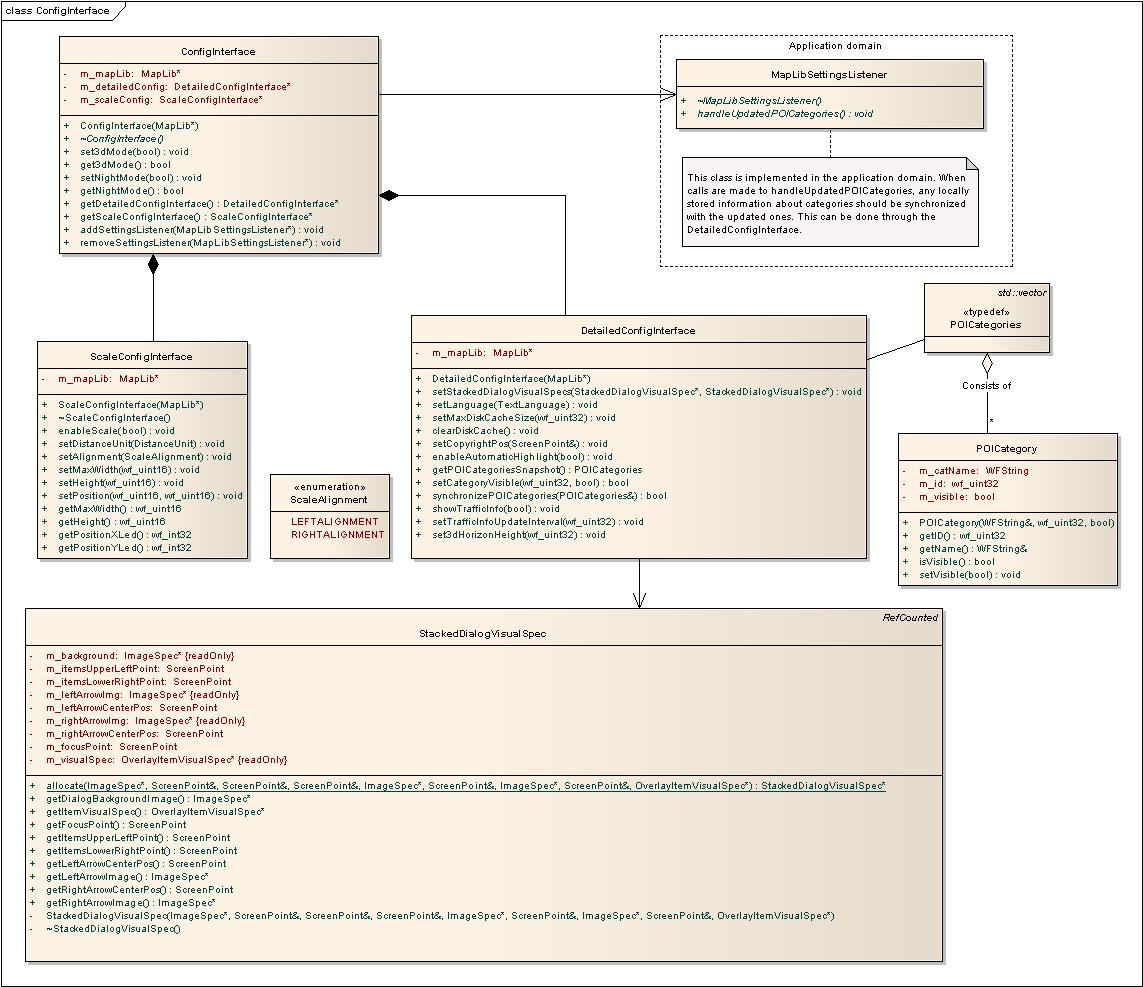 class ConfigInterface
ConfigInterface
- m_mapLib: MapLib*
- m_detailedConfig: DetailedConfigInterface*
- m_scaleConfig: ScaleConfigInterface*
+ ConfigInterface(MapLib*)
+ ~ConfigInterface()
+ set3dMode(bool) : void
+ get3dMode() : bool
+ setNightMode(bool) : void
+ getNightMode() : bool
+ getDetailedConfigInterface() : DetailedConfigInterface*
+ getScaleConfigInterface() : ScaleConfigInterface*
+ addSettingsListener(MapLibSettingsListener*) : void
+ removeSettingsListener(MapLibSettingsListener*) : void
Application domain
MapLibSettingsListener
+ ~MapLibSettingsListener()
+ handleUpdatedPOICategories() : void
This class is implemented in the application domain. When
calls are made to handleUpdatedPOICategories, any locally
stored information about categories should be synchronized
with the updated ones. This can be done through the
DetailedConfigInterface.
std::vector
«typedef»
POICategories
Consists of
*
ScaleConfigInterface
- m_mapLib: MapLib*
+ ScaleConfigInterface(MapLib*)
+ ~ScaleConfigInterface()
+ enableScale(bool) : void
+ setDistanceUnit(DistanceUnit) : void
+ setAlignment(ScaleAlignment) : void
+ setMaxWidth(wf_uint16) : void
+ setHeight(wf_uint16) : void
+ setPosition(wf_uint16, wf_uint16) : void
+ getMaxWidth() : wf_uint16
+ getHeight() : wf_uint16
+ getPositionXLed() : wf_int32
+ getPositionYLed() : wf_int32
«enumeration»
ScaleAlignment
LEFTALIGNMENT
RIGHTALIGNMENT
DetailedConfigInterface
- m_mapLib: MapLib*
+ DetailedConfigInterface(MapLib*)
+ setStackedDialogVisualSpecs(StackedDialogVisualSpec*, StackedDialogVisualSpec*) : void
+ setLanguage(TextLanguage) : void
+ setMaxDiskCacheSize(wf_uint32) : void
+ clearDiskCache() : void
+ setCopyrightPos(ScreenPoint&) : void
+ enableAutomaticHighlight(bool) : void
+ getPOICategoriesSnapshot() : POICategories
+ setCategoryVisible(wf_uint32, bool) : bool
+ synchronizePOICategories(POICategories&) : bool
+ showTrafficInfo(bool) : void
+ setTrafficInfoUpdateInterval(wf_uint32) : void
+ set3dHorizonHeight(wf_uint32) : void
POICategory
- m_catName: WFString
- m_id: wf_uint32
- m_visible: bool
+ POICategory(WFString&, wf_uint32, bool)
+ getID() : wf_uint32
+ getName() : WFString&
+ isVisible() : bool
+ setVisible(bool) : void
RefCounted
StackedDialogVisualSpec
- m_background: ImageSpec* {readOnly}
- m_itemsUpperLeftPoint: ScreenPoint
- m_itemsLowerRightPoint: ScreenPoint
- m_leftArrowImg: ImageSpec* {readOnly}
- m_leftArrowCenterPos: ScreenPoint
- m_rightArrowImg: ImageSpec* {readOnly}
- m_rightArrowCenterPos: ScreenPoint
- m_focusPoint: ScreenPoint
- m_visualSpec: OverlayItemVisualSpec* {readOnly}
+ allocate(ImageSpec*, ScreenPoint&, ScreenPoint&, ScreenPoint&, ImageSpec*, ScreenPoint&, ImageSpec*, ScreenPoint&, OverlayItemVisualSpec*) : StackedDialogVisualSpec*
+ getDialogBackgroundImage() : ImageSpec*
+ getItemVisualSpec() : OverlayItemVisualSpec*
+ getFocusPoint() : ScreenPoint
+ getItemsUpperLeftPoint() : ScreenPoint
+ getItemsLowerRightPoint() : ScreenPoint
+ getLeftArrowCenterPos() : ScreenPoint
+ getLeftArrowImage() : ImageSpec*
+ getRightArrowCenterPos() : ScreenPoint
+ getRightArrowImage() : ImageSpec*
- StackedDialogVisualSpec(ImageSpec*, ScreenPoint&, ScreenPoint&, ScreenPoint&, ImageSpec*, ScreenPoint&, ImageSpec*, ScreenPoint&, OverlayItemVisualSpec*)
- ~StackedDialogVisualSpec()